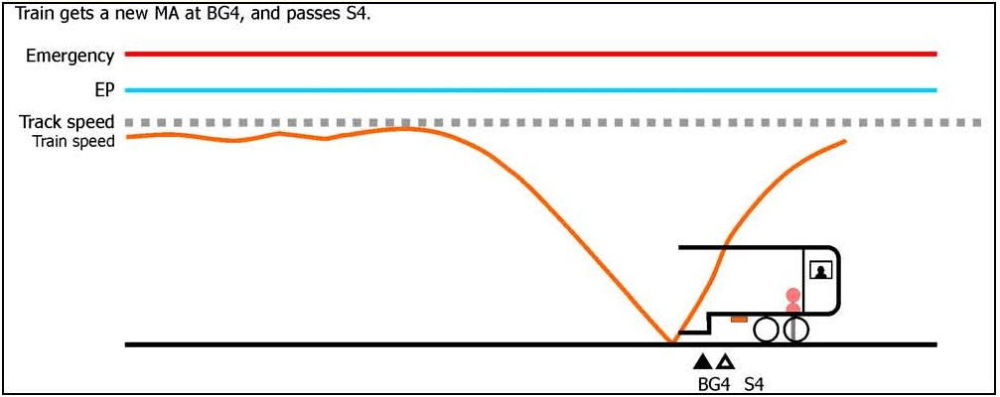 Train gets a new MA at BG4, and passes S4.
Emergency
EP
Track speed
Train speed
BG4 S4